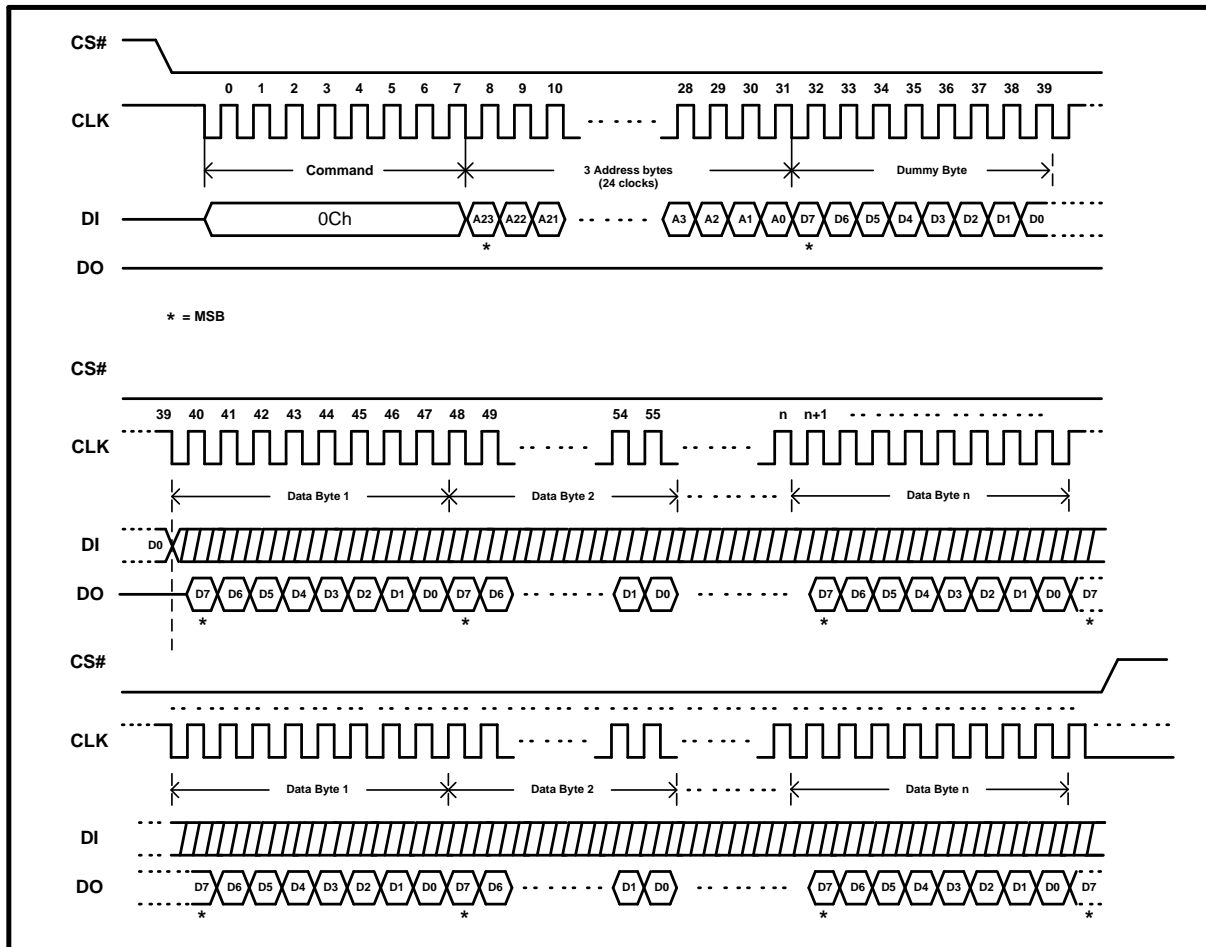 CS#
0 1 2 3 4 5 6 7 8 9 10 28 29 30 31 32 33 34 35 36 37 38 39
CLK
Command 3 Address bytes (24 clocks) Dummy Byte
DI 0Ch A23 A22 A21 A3 A2 A1 A0 D7 D6 D5 D4 D3 D2 D1 D0
* *
DO
* = MSB
CS#
39 40 41 42 43 44 45 46 47 48 49 54 55 n n+1
CLK
Data Byte 1 Data Byte 2 Data Byte n
DI D0
DO D7 D6 D5 D4 D3 D2 D1 D0 D7 D6 D1 D0 D7 D6 D5 D4 D3 D2 D1 D0 D7
* * * *
CS#
CLK
Data Byte 1 Data Byte 2 Data Byte n
DI
DO D7 D6 D5 D4 D3 D2 D1 D0 D7 D6 D1 D0 D7 D6 D5 D4 D3 D2 D1 D0 D7
* * * *